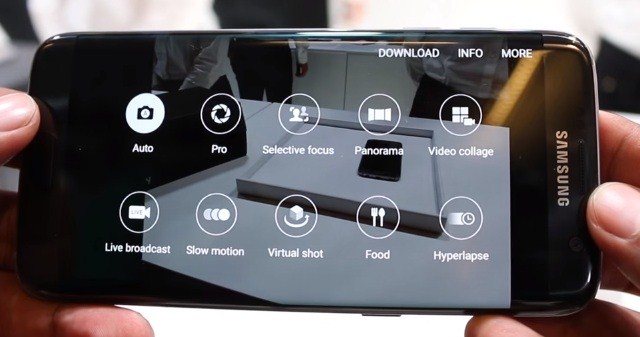 DOWNLOAD INFO MORE
Auto Pro Selective focus Panorama Video collage
LIVE
Live broadcast Slow motion Virtual shot Food Hyperlapse
SAMSUNG